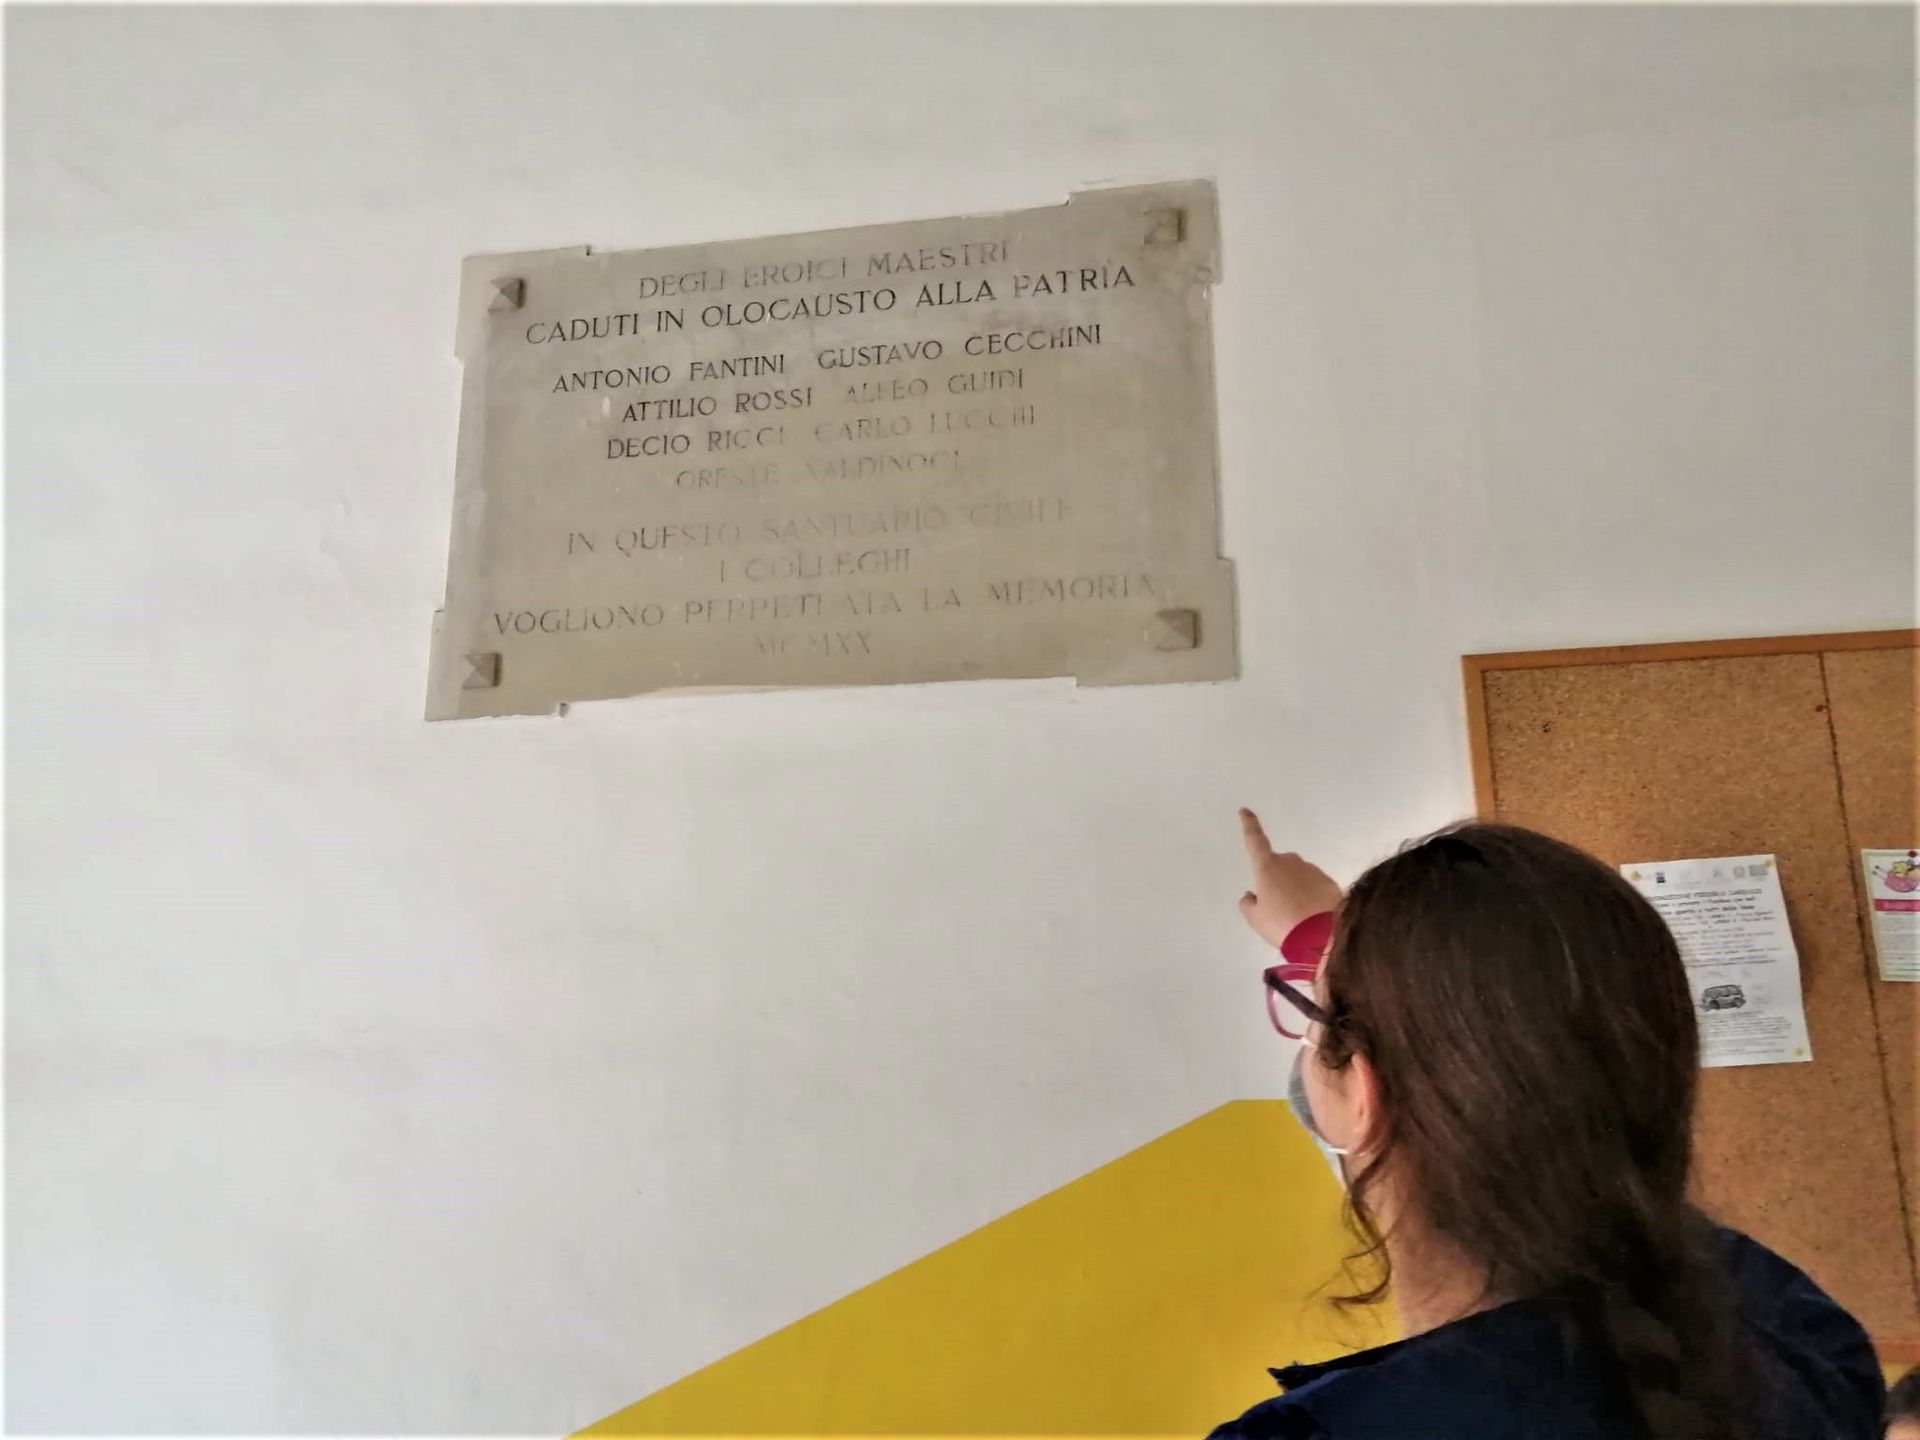 DEGLI EROICI MAESTRI
CADUTI IN OLOCAUSTO ALLA PATRIA
ANTONIO FANTINI GUSTAVO CECCHINI
ATTILIO ROSSI ALFEO GUIDI
DECIO RICCI CARLO LUCCHI
ORESTE VALDINOCI
IN QUESTO SANTUARIO CIVILE
I COLLEGHI
VOGLIONO PERPETUATA LA MEMORIA
MCMXX